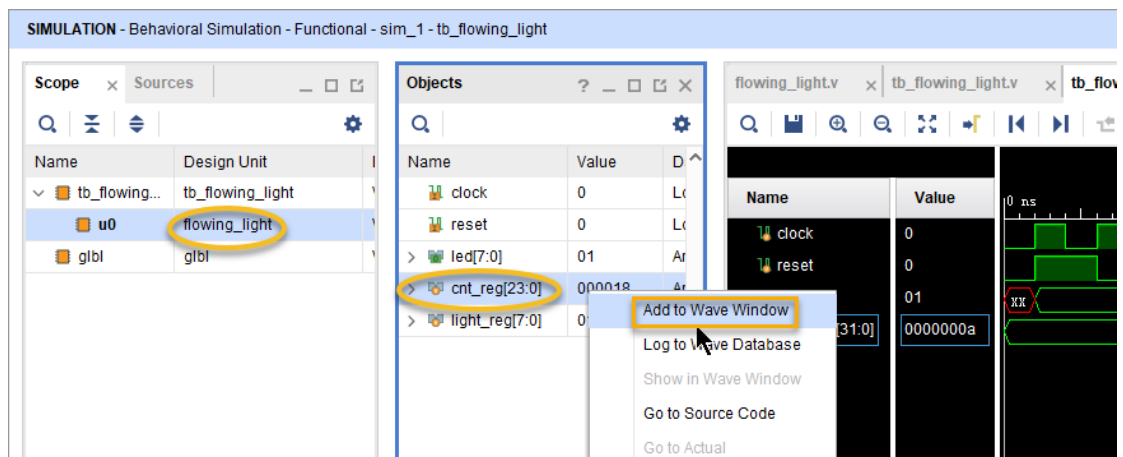 SIMULATION - Behavioral Simulation - Functional - sim_1 - tb_flowing_light
Scope
Sources
Name
Design Unit
tb_flowing...
tb_flowing_light
u0
flowing_light
glbl
glbl
Objects
?
Name
Value
clock
0
reset
0
led[7:0]
01
cnt_reg[23:0]
000018
light_reg[7:0]
Add to Wave Window
Log to Wave Database
Show in Wave Window
Go to Source Code
Go to Actual
flowing_light.v
tb_flowing_light.v
Name
Value
0 ns
clock
0
reset
0
01
XX
[31:0]
0000000a